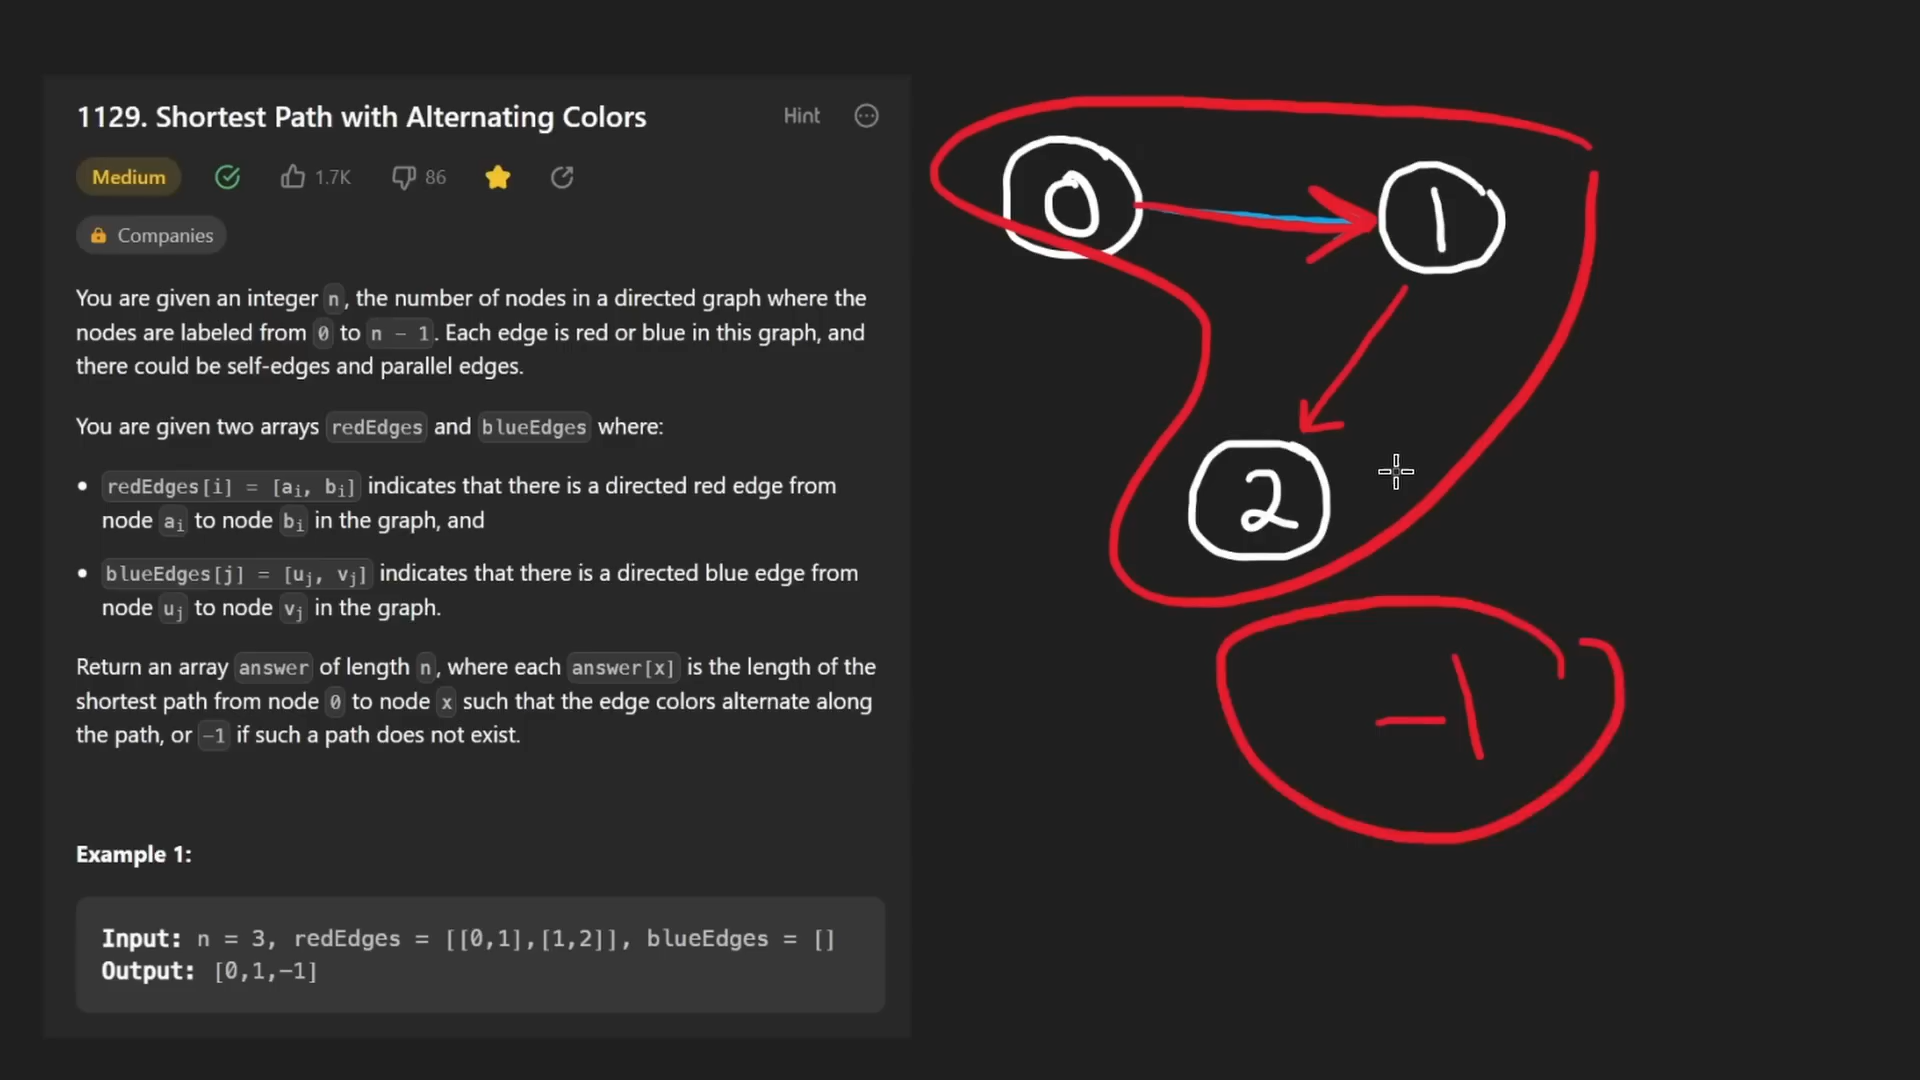 1129. Shortest Path with Alternating Colors
Hint
Medium
1.7K
86
Companies
You are given an integer n, the number of nodes in a directed graph where the
nodes are labeled from 0 to n - 1. Each edge is red or blue in this graph, and
there could be self-edges and parallel edges.
You are given two arrays redEdges and blueEdges where:
• redEdges[i] = [aᵢ, bᵢ] indicates that there is a directed red edge from
node aᵢ to node bᵢ in the graph, and
• blueEdges[j] = [uⱼ, vⱼ] indicates that there is a directed blue edge from
node uⱼ to node vⱼ in the graph.
Return an array answer of length n, where each answer[x] is the length of the
shortest path from node 0 to node x such that the edge colors alternate along
the path, or -1 if such a path does not exist.
Example 1:
Input: n = 3, redEdges = [[0,1],[1,2]], blueEdges = []
Output: [0,1,-1]
0
1
2
-1